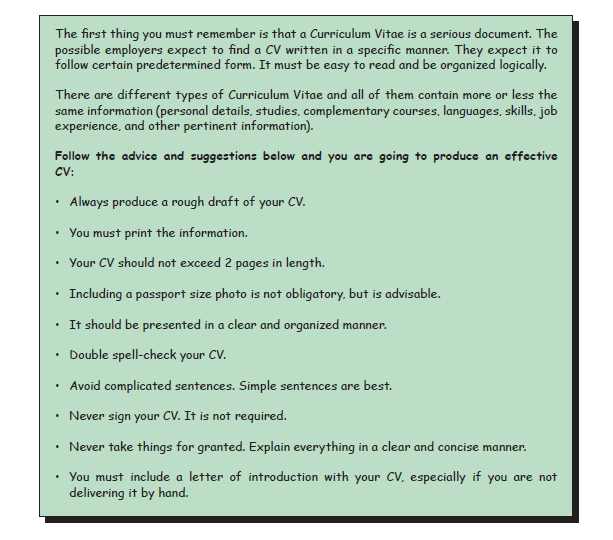 The first thing you must remember is that a Curriculum Vitae is a serious document. The
possible employers expect to find a CV written in a specific manner. They expect it to
follow certain predetermined form. It must be easy to read and be organized logically.
There are different types of Curriculum Vitae and all of them contain more or less the
same information (personal details, studies, complementary courses, languages, skills, job
experience, and other pertinent information).
Follow the advice and suggestions below and you are going to produce an effective
CV:
• Always produce a rough draft of your CV.
• You must print the information.
• Your CV should not exceed 2 pages in length.
• Including a passport size photo is not obligatory, but is advisable.
• It should be presented in a clear and organized manner.
• Double spell-check your CV.
• Avoid complicated sentences. Simple sentences are best.
• Never sign your CV. It is not required.
• Never take things for granted. Explain everything in a clear and concise manner.
• You must include a letter of introduction with your CV, especially if you are not
delivering it by hand.